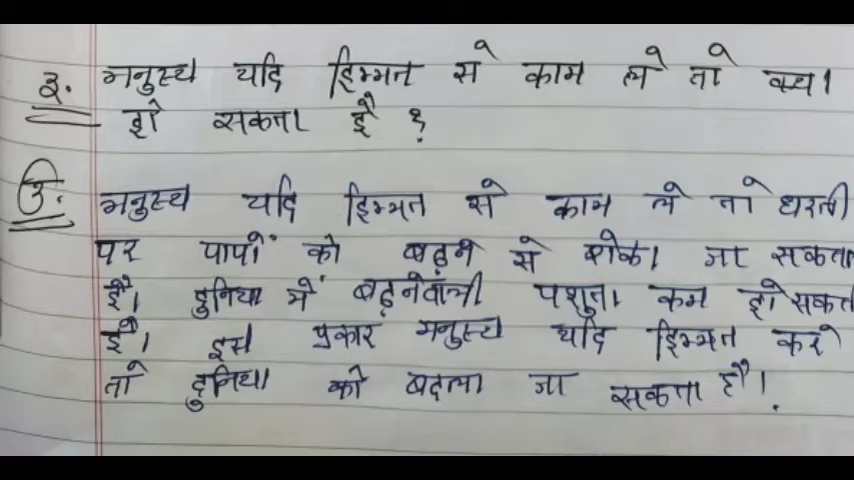 ३. मनुस्य यदि हिम्मत से काम ले तो क्या
हो सकता है ?
उ. मनुस्य यदि हिम्मत से काम ले तो धरती
पर पापों को बढ़ने से रोका जा सकता
है। दुनिया में बढ़नेवाली पशुता कम हो सकत
है। इस प्रकार मनुस्य यदि हिम्मत करे
तो दुनिया को बदला जा सकता है।